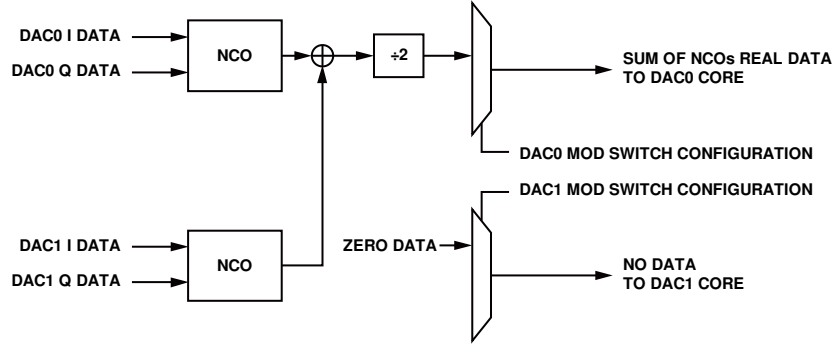 DAC0 I DATA
DAC0 Q DATA
NCO
÷2
SUM OF NCOs REAL DATA
TO DAC0 CORE
DAC0 MOD SWITCH CONFIGURATION
DAC1 MOD SWITCH CONFIGURATION
DAC1 I DATA
DAC1 Q DATA
NCO
ZERO DATA
NO DATA
TO DAC1 CORE